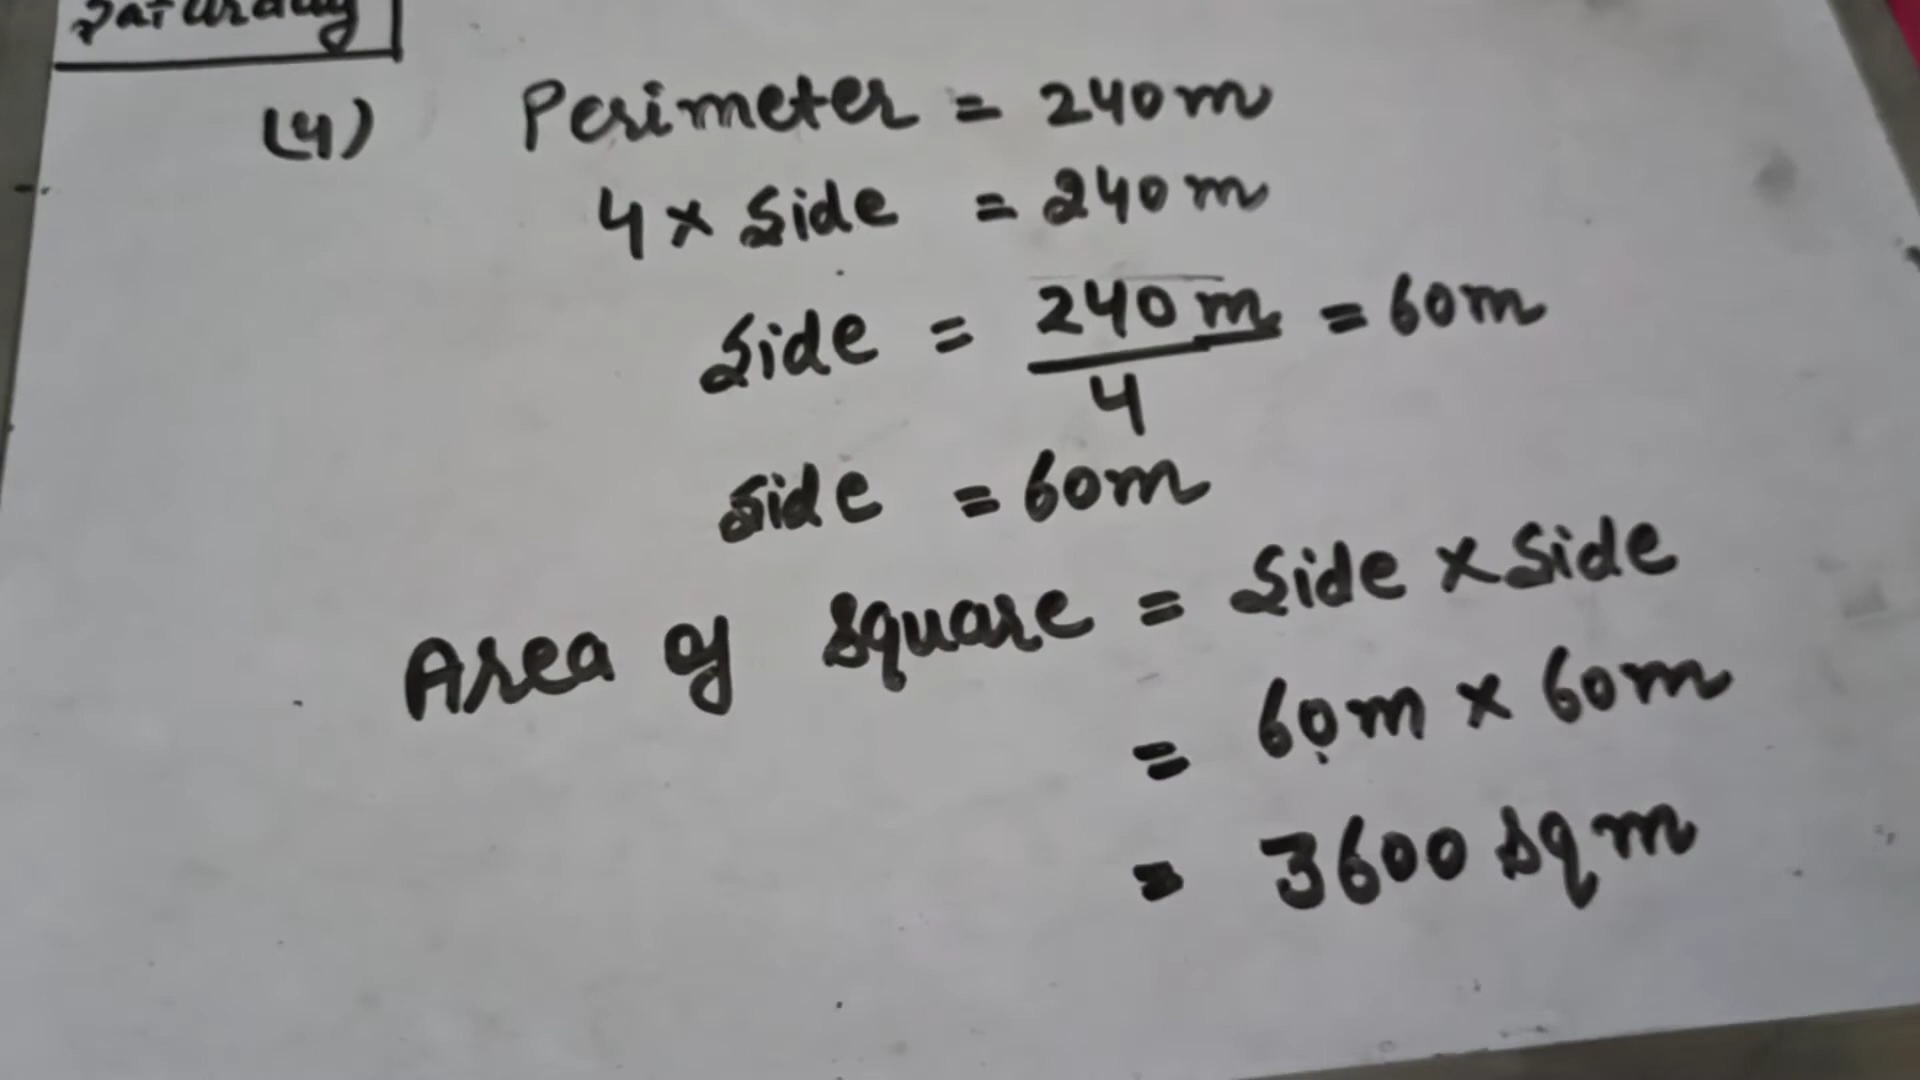 Saturday
(4) Perimeter = 240m
4 × Side = 240m
Side = 240m/4 = 60m
Side = 60m
Area of square = Side × Side
= 60m × 60m
= 3600 sq m